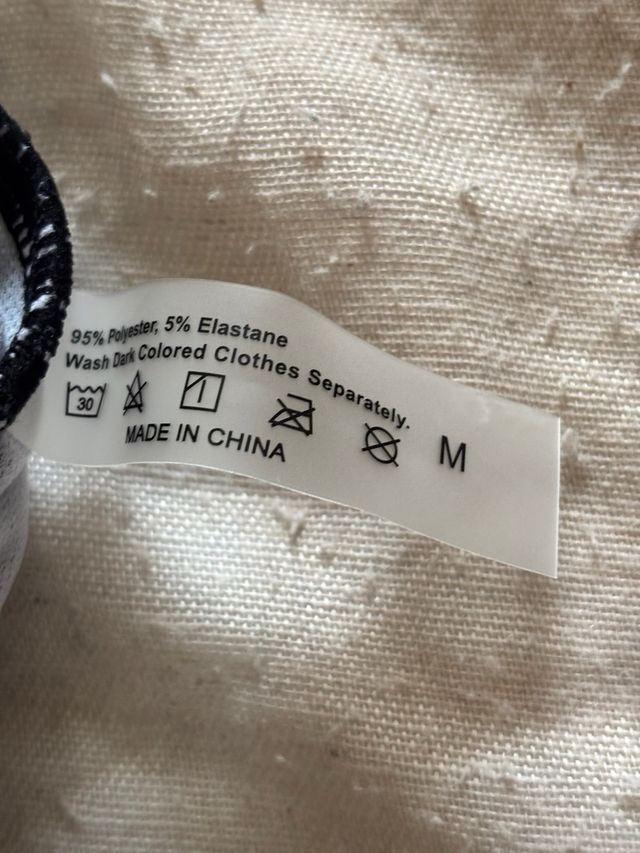 95% Polyester, 5% Elastane
Wash Dark Colored Clothes Separately.
30
M
MADE IN CHINA